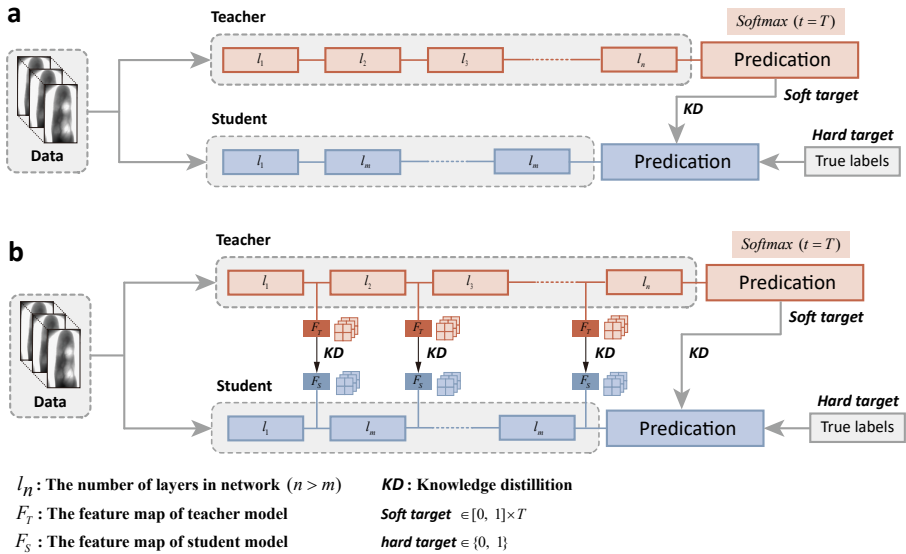 a
Teacher
Softmax (t = T)
l1 l2 l3 ln
Predication
Soft target
KD
Data
Student
Hard target
l1 lm lm
Predication
True labels
b
Teacher
Softmax (t = T)
l1 l2 l3 ln
Predication
Soft target
FT FT FT
KD KD KD
KD
FS FS FS
Data
Student
Hard target
l1 lm lm
Predication
True labels
ln : The number of layers in network (n > m)
KD : Knowledge distillition
FT : The feature map of teacher model
Soft target ∈[0, 1]×T
FS : The feature map of student model
hard target ∈{0, 1}